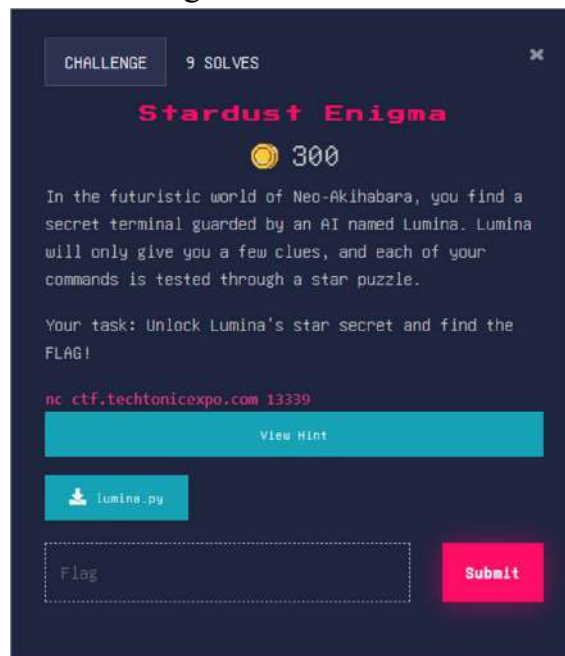 CHALLENGE 9 SOLVES ×
Stardust Enigma
300
In the futuristic world of Neo-Akihabara, you find a
secret terminal guarded by an AI named Lumina. Lumina
will only give you a few clues, and each of your
commands is tested through a star puzzle.
Your task: Unlock Lumina's star secret and find the
FLAG!
nc ctf.techtonicexpo.com 13339
View Hint
lumina.py
Flag
Submit